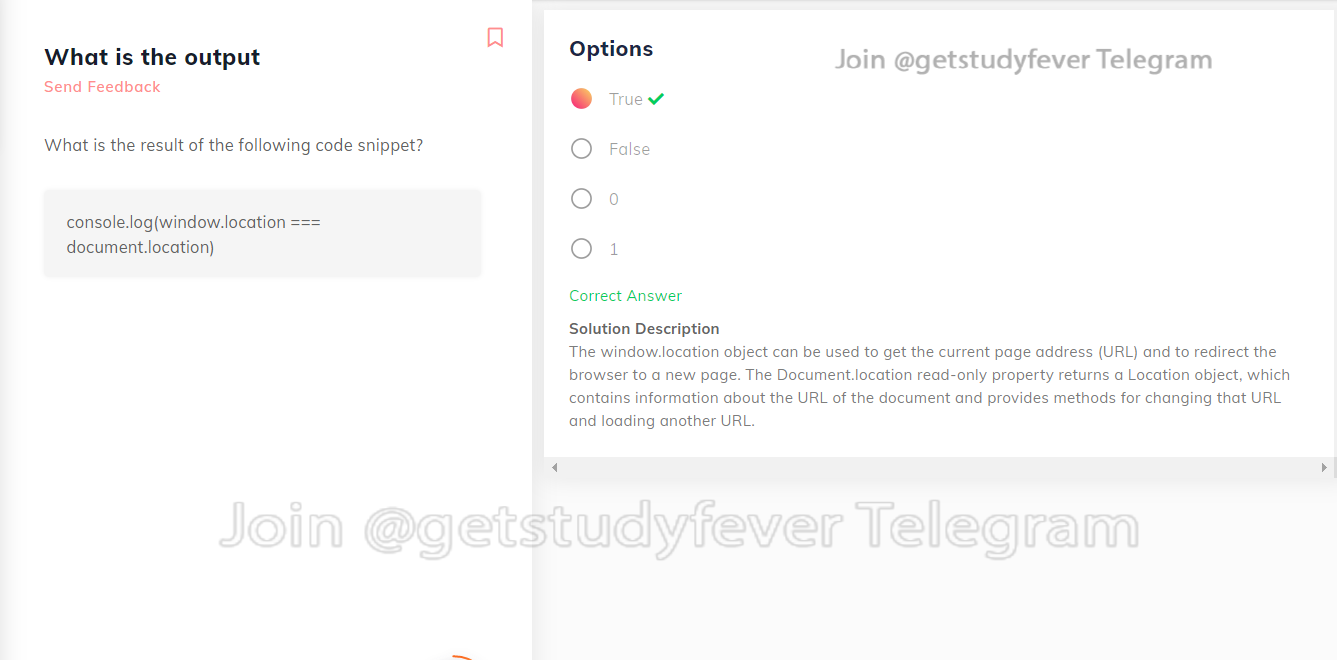 What is the output
Send Feedback
What is the result of the following code snippet?
console.log(window.location ===
document.location)
Options
Join @getstudyfever Telegram
True
False
0
1
Correct Answer
Solution Description
The window.location object can be used to get the current page address (URL) and to redirect the
browser to a new page. The Document.location read-only property returns a Location object, which
contains information about the URL of the document and provides methods for changing that URL
and loading another URL.
Join @getstudyfever Telegram